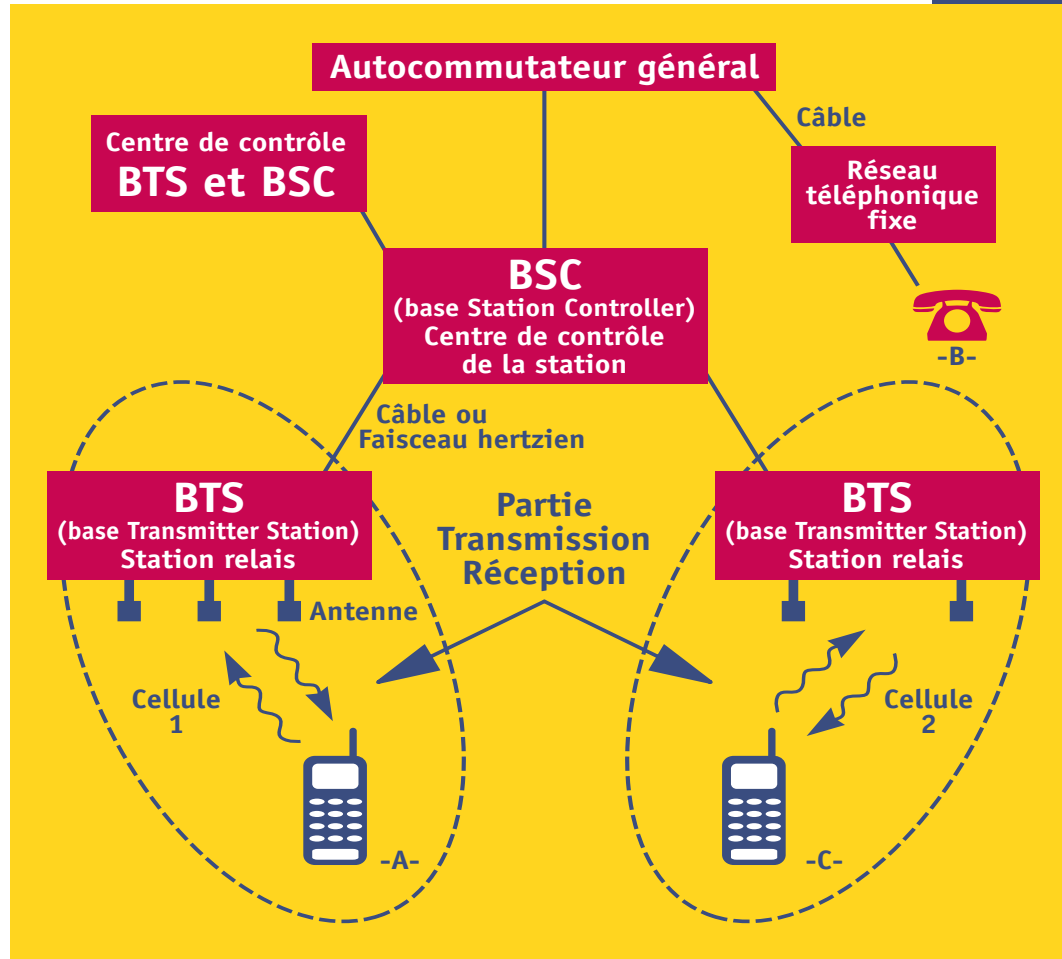 Autocommutateur général
Câble
Centre de contrôle
BTS et BSC
Réseau
téléphonique
fixe
BSC
(base Station Controller)
Centre de contrôle
de la station
-B-
Câble ou
Faisceau hertzien
BTS
(base Transmitter Station)
Station relais
Partie
Transmission
Réception
BTS
(base Transmitter Station)
Station relais
Antenne
Cellule
1
Cellule
2
-A-
-C-